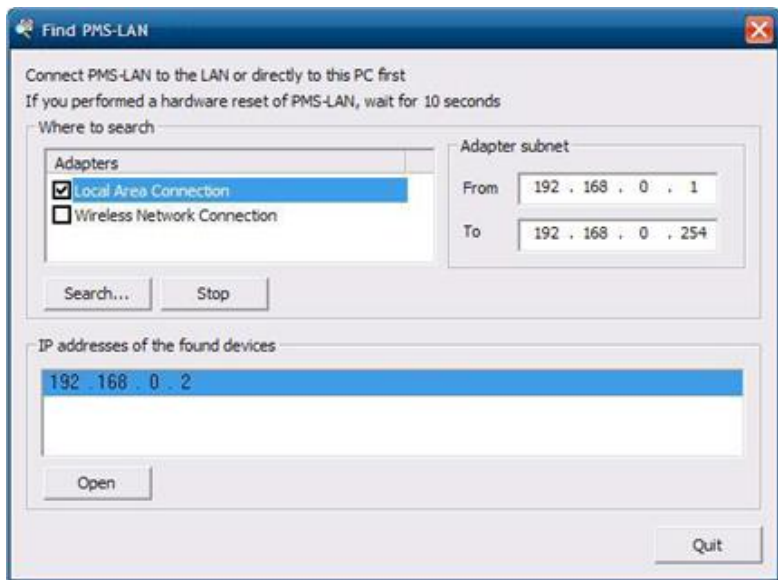 Find PMS-LAN
Connect PMS-LAN to the LAN or directly to this PC first
If you performed a hardware reset of PMS-LAN, wait for 10 seconds
Where to search
Adapters
Local Area Connection
Wireless Network Connection
Adapter subnet
From 192 . 168 . 0 . 1
To 192 . 168 . 0 . 254
Search... Stop
IP addresses of the found devices
192 .168 . 0 . 2
Open
Quit